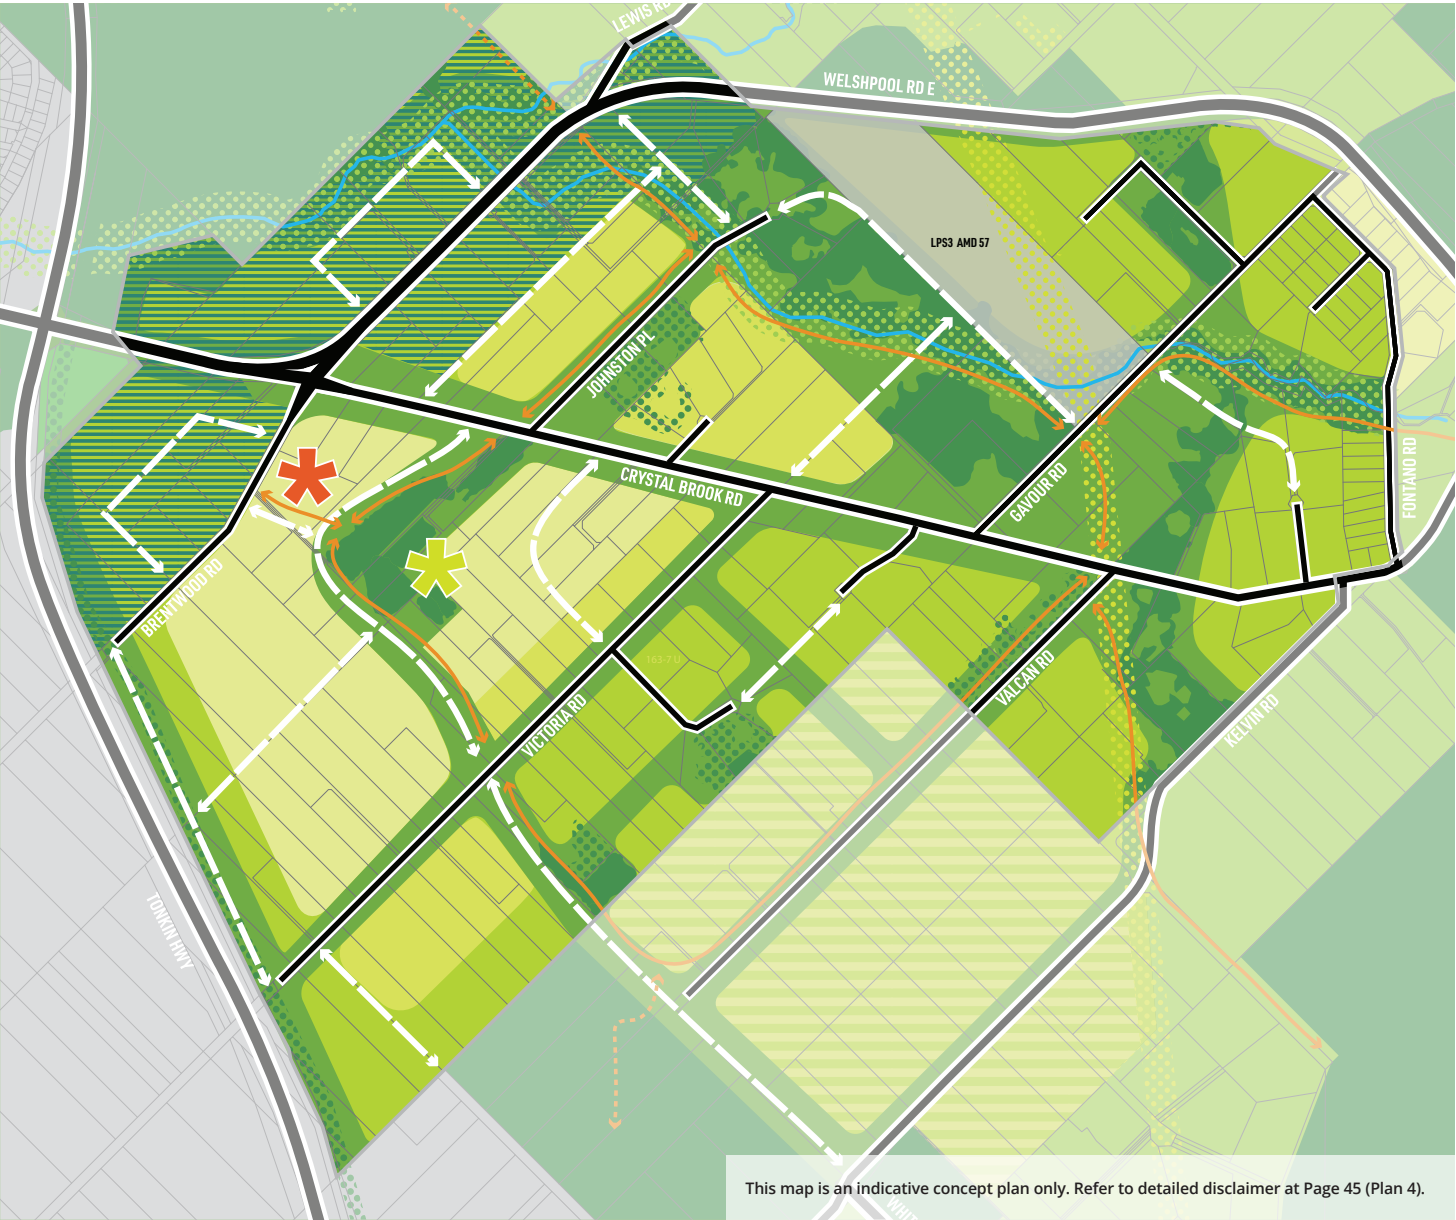 LEWIS RD
WELSHPOOL RD E
LPS3 AMD 57
JOHNSTON PL
CRYSTAL BROOK RD
GAVOUR RD
FONTANO RD
BRENTWOOD RD
163-7 U
VICTORIA RD
VALCAN RD
KELVIN RD
TONKIN HWY
This map is an indicative concept plan only. Refer to detailed disclaimer at Page 45 (Plan 4).